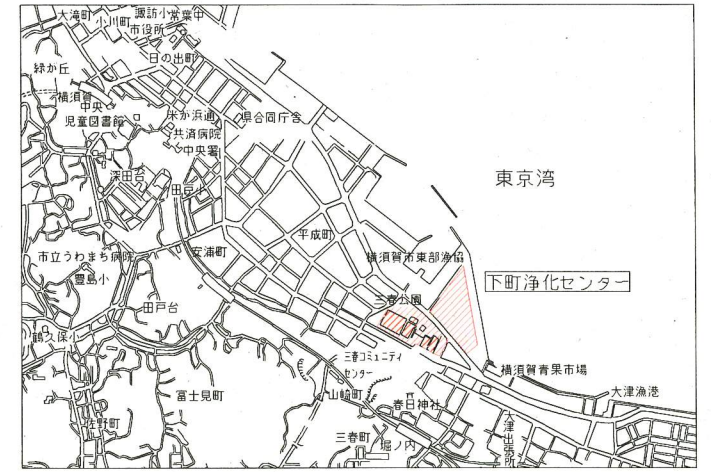 大滝町
小川町
諏訪小
常葉中
市役所
日の出町
緑が丘
横須賀
中央
児童図書館
米が浜通
県合同庁舎
共済病院
中央署
深田台
田戸小
東京湾
平成町
安浦町
市立うわまち病院
豊島小
横須賀市東部漁協
下町浄化センター
田戸台
三春公園
鶴久保小
三春コミュニティ
センター
横須賀青果市場
大津漁港
富士見町
山崎町
春日神社
佐野町
三春町
堀ノ内
大津出張所